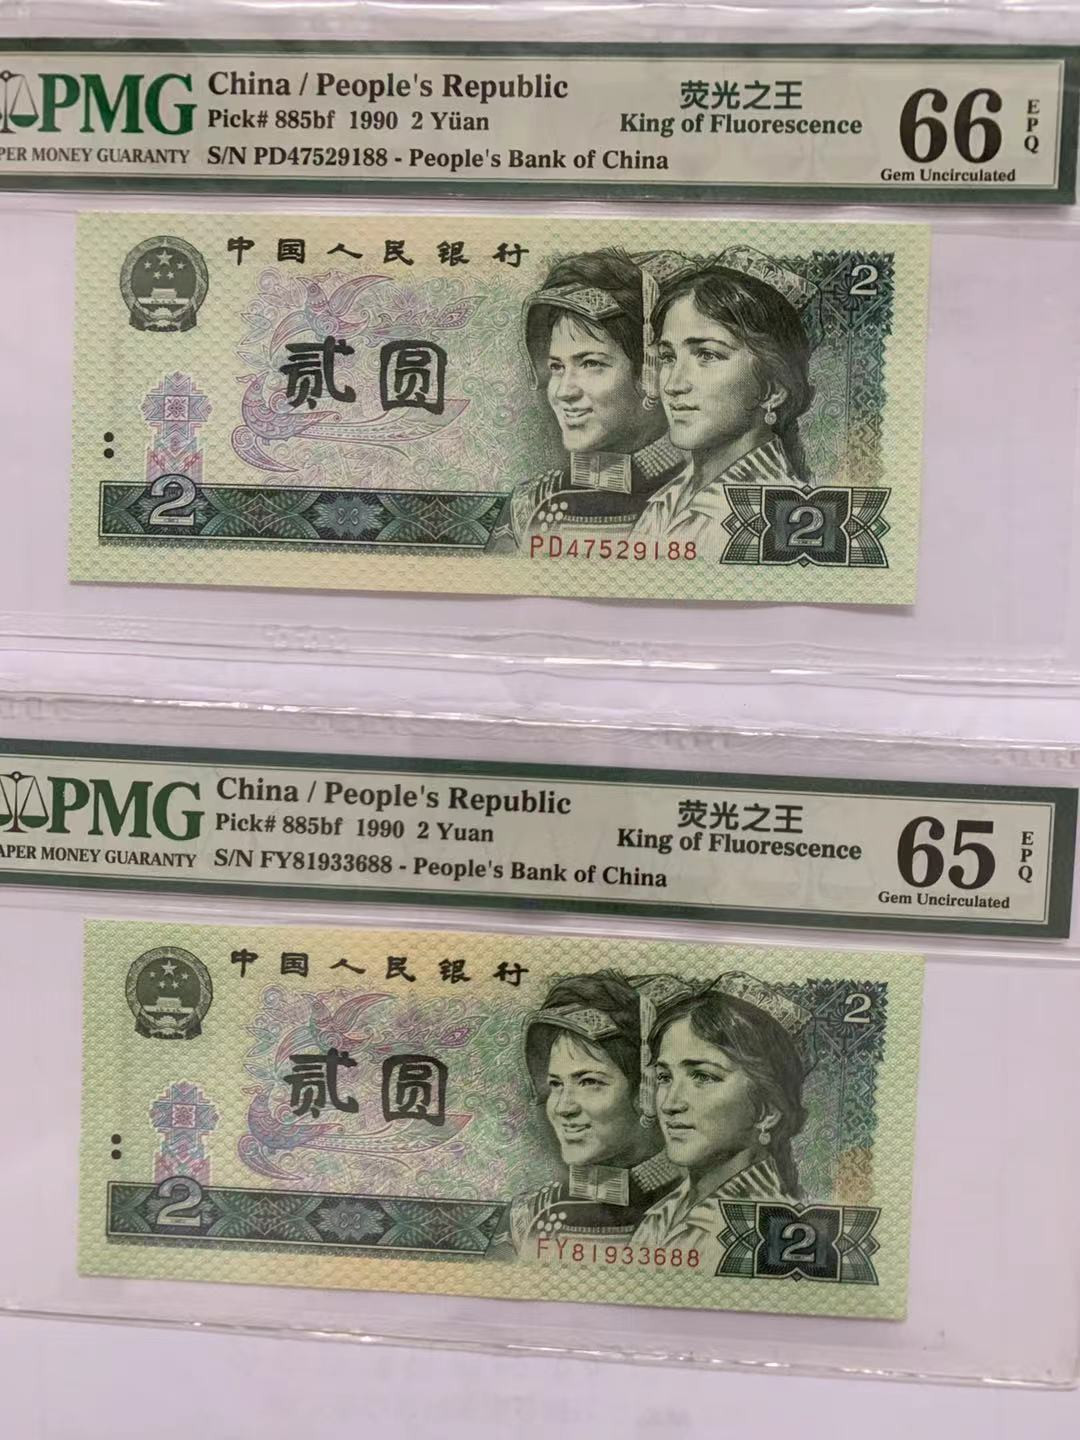 PMG
China / People's Republic
Pick# 885bf 1990 2 Yüan
荧光之王
King of Fluorescence
66
EPQ
Gem Uncirculated
PER MONEY GUARANTY
S/N PD47529188 - People's Bank of China
中国人民银行
2
贰圆
2
2
PD47529188
PMG
China / People's Republic
Pick# 885bf 1990 2 Yuan
荧光之王
King of Fluorescence
65
EPQ
Gem Uncirculated
APER MONEY GUARANTY
S/N FY81933688 - People's Bank of China
中国人民银行
2
贰圆
2
2
FY81933688